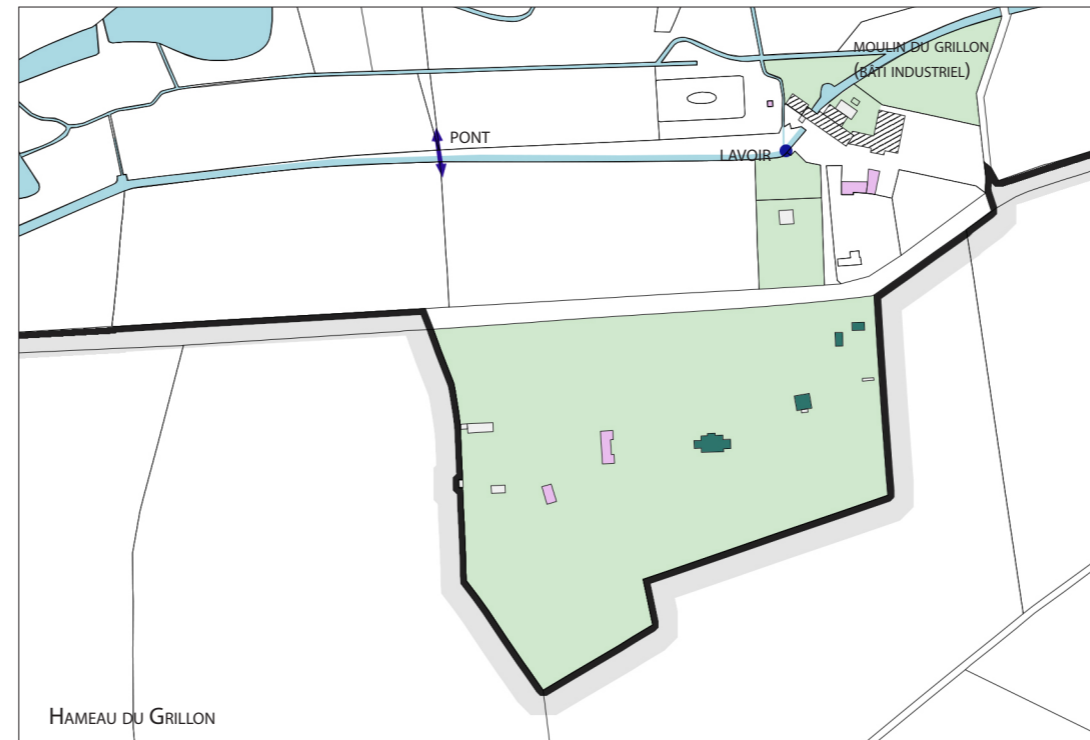 MOULIN DU GRILLON
(BÂTI INDUSTRIEL)
PONT
LAVOIR
HAMEAU DU GRILLON